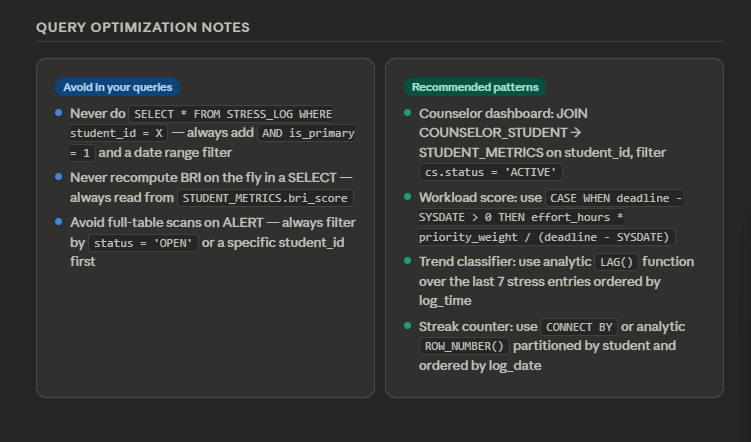 QUERY OPTIMIZATION NOTES
Avoid in your queries
Never do SELECT * FROM STRESS_LOG WHERE
student_id = X — always add AND is_primary
= 1 and a date range filter
Never recompute BRI on the fly in a SELECT —
always read from STUDENT_METRICS.bri_score
Avoid full-table scans on ALERT — always filter
by status = 'OPEN' or a specific student_id
first
Recommended patterns
Counselor dashboard: JOIN
COUNSELOR_STUDENT →
STUDENT_METRICS on student_id, filter
cs.status = 'ACTIVE'
Workload score: use CASE WHEN deadline -
SYSDATE > 0 THEN effort_hours *
priority_weight / (deadline - SYSDATE)
Trend classifier: use analytic LAG() function
over the last 7 stress entries ordered by
log_time
Streak counter: use CONNECT BY or analytic
ROW_NUMBER() partitioned by student and
ordered by log_date